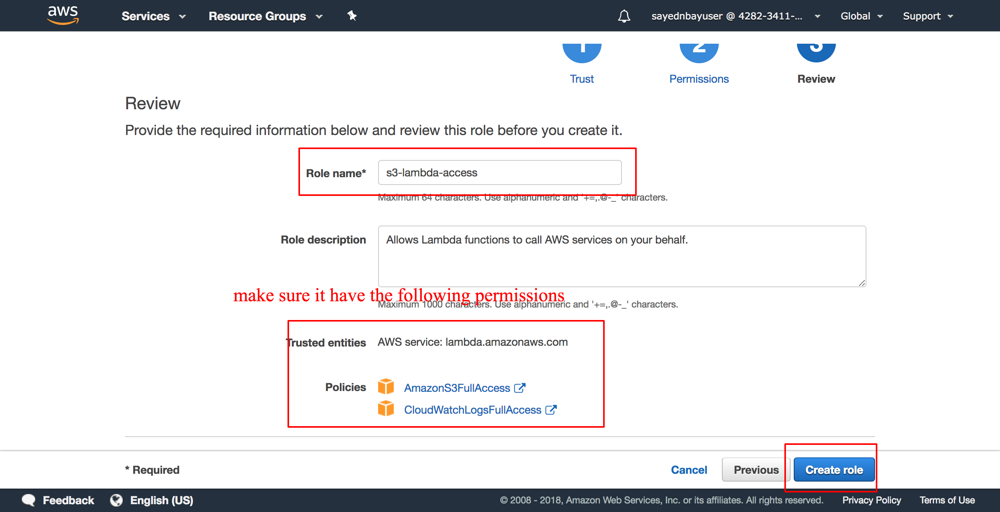 aws Services Resource Groups sayednbayuser @ 4282-3411-... Global Support
1 2 3
Trust Permissions Review
Review
Provide the required information below and review this role before you create it.
Role name* s3-lambda-access
Maximum 64 characters. Use alphanumeric and '+=,.@-_' characters.
Role description Allows Lambda functions to call AWS services on your behalf.
make sure it have the following permissions
Maximum 1000 characters. Use alphanumeric and '+=,.@-_' characters.
Trusted entities AWS service: lambda.amazonaws.com
Policies AmazonS3FullAccess
CloudWatchLogsFullAccess
* Required Cancel Previous Create role
Feedback English (US) © 2008 - 2018, Amazon Web Services, Inc. or its affiliates. All rights reserved. Privacy Policy Terms of Use